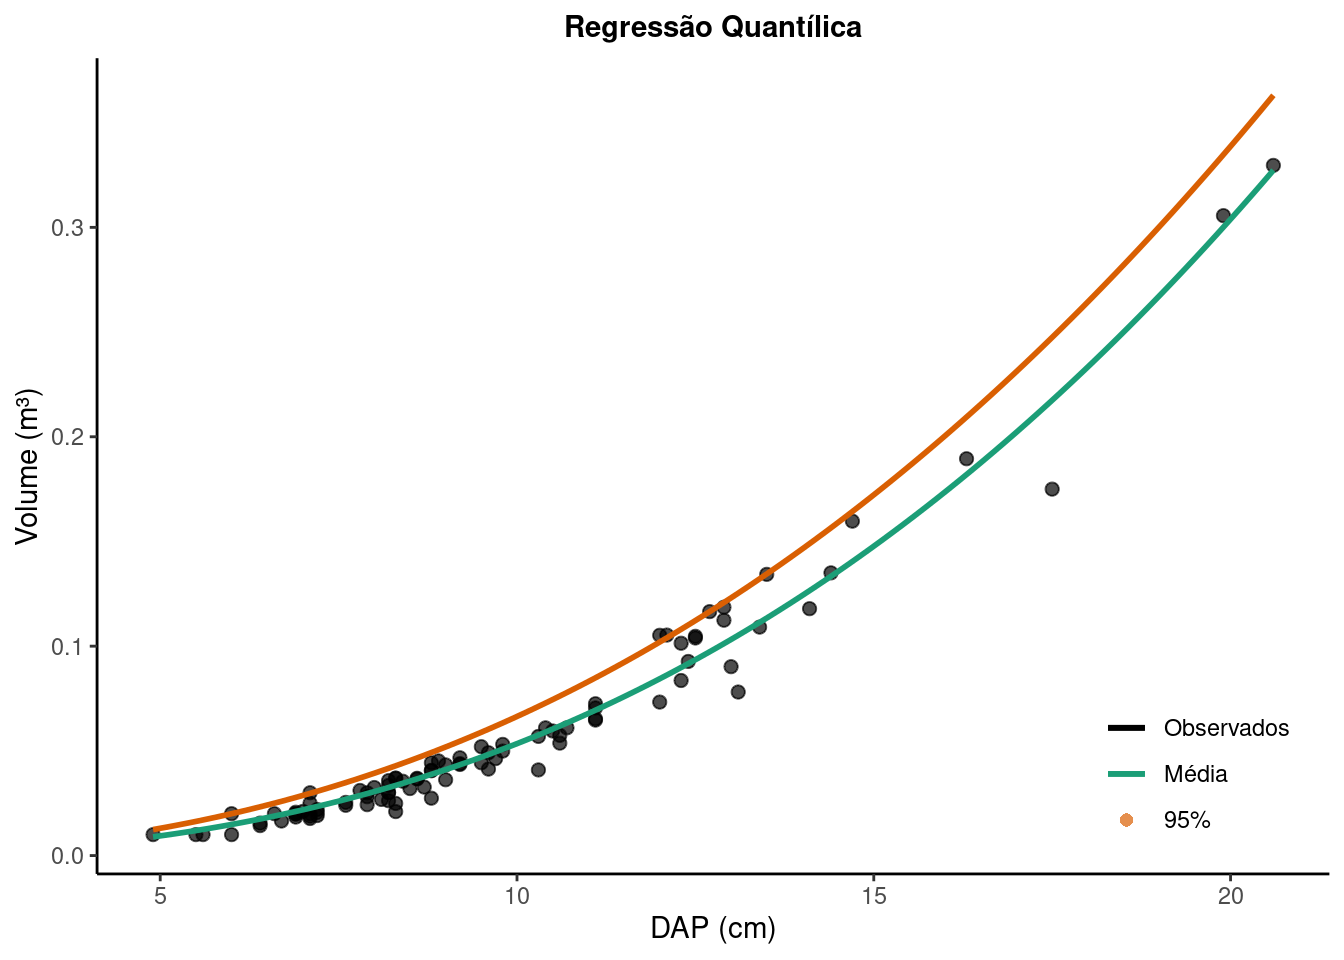 Regressão Quantílica
Volume (m³)
0.3
0.2
0.1
0.0
5
10
15
20
DAP (cm)
Observados
Média
95%